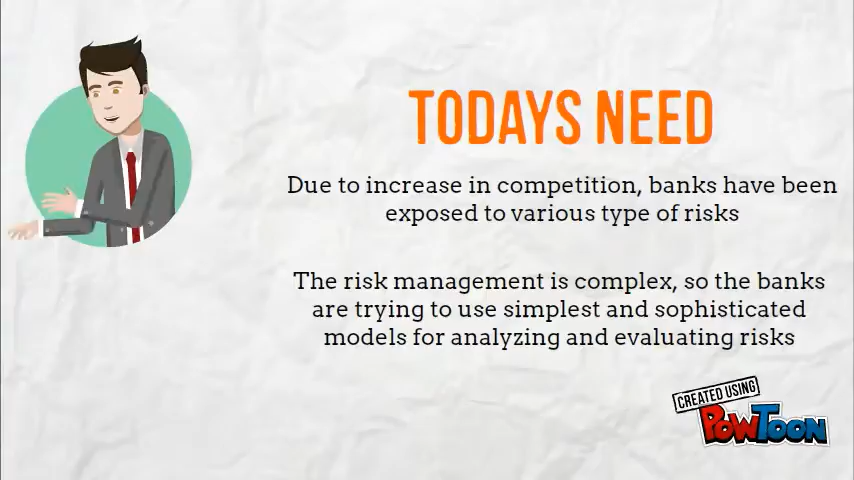 TODAYS NEED
Due to increase in competition, banks have been
exposed to various type of risks
The risk management is complex, so the banks
are trying to use simplest and sophisticated
models for analyzing and evaluating risks
CREATED USING
POWTOON